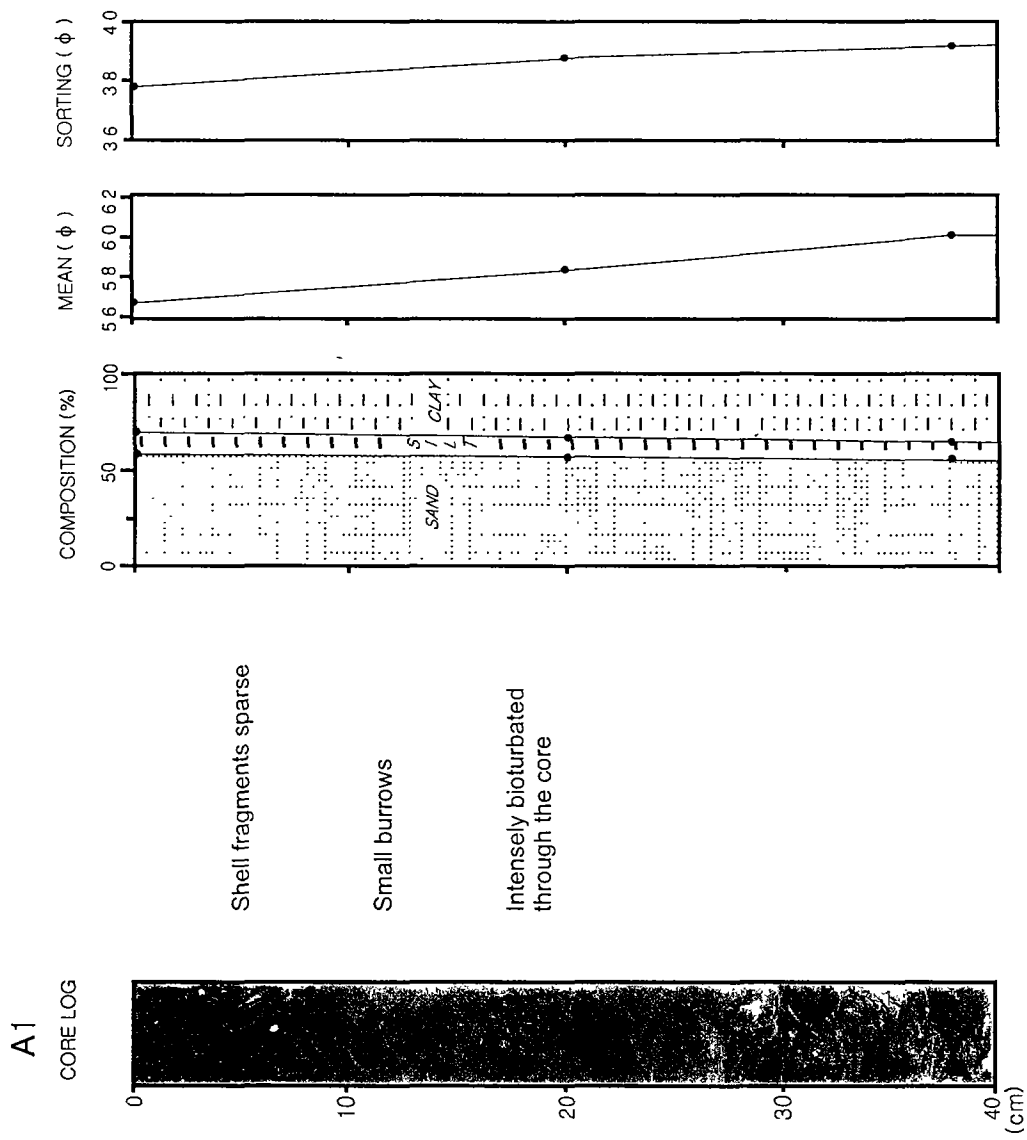 A1
CORE LOG
0
10
20
30
40
(cm)
Shell fragments sparse
Small burrows
Intensely bioturbated
through the core
COMPOSITION (%)
0
50
100
SAND
SILT
CLAY
MEAN ( φ )
5 6
5 8
6 0
6 2
SORTING ( φ )
3 6
3 8
4 0